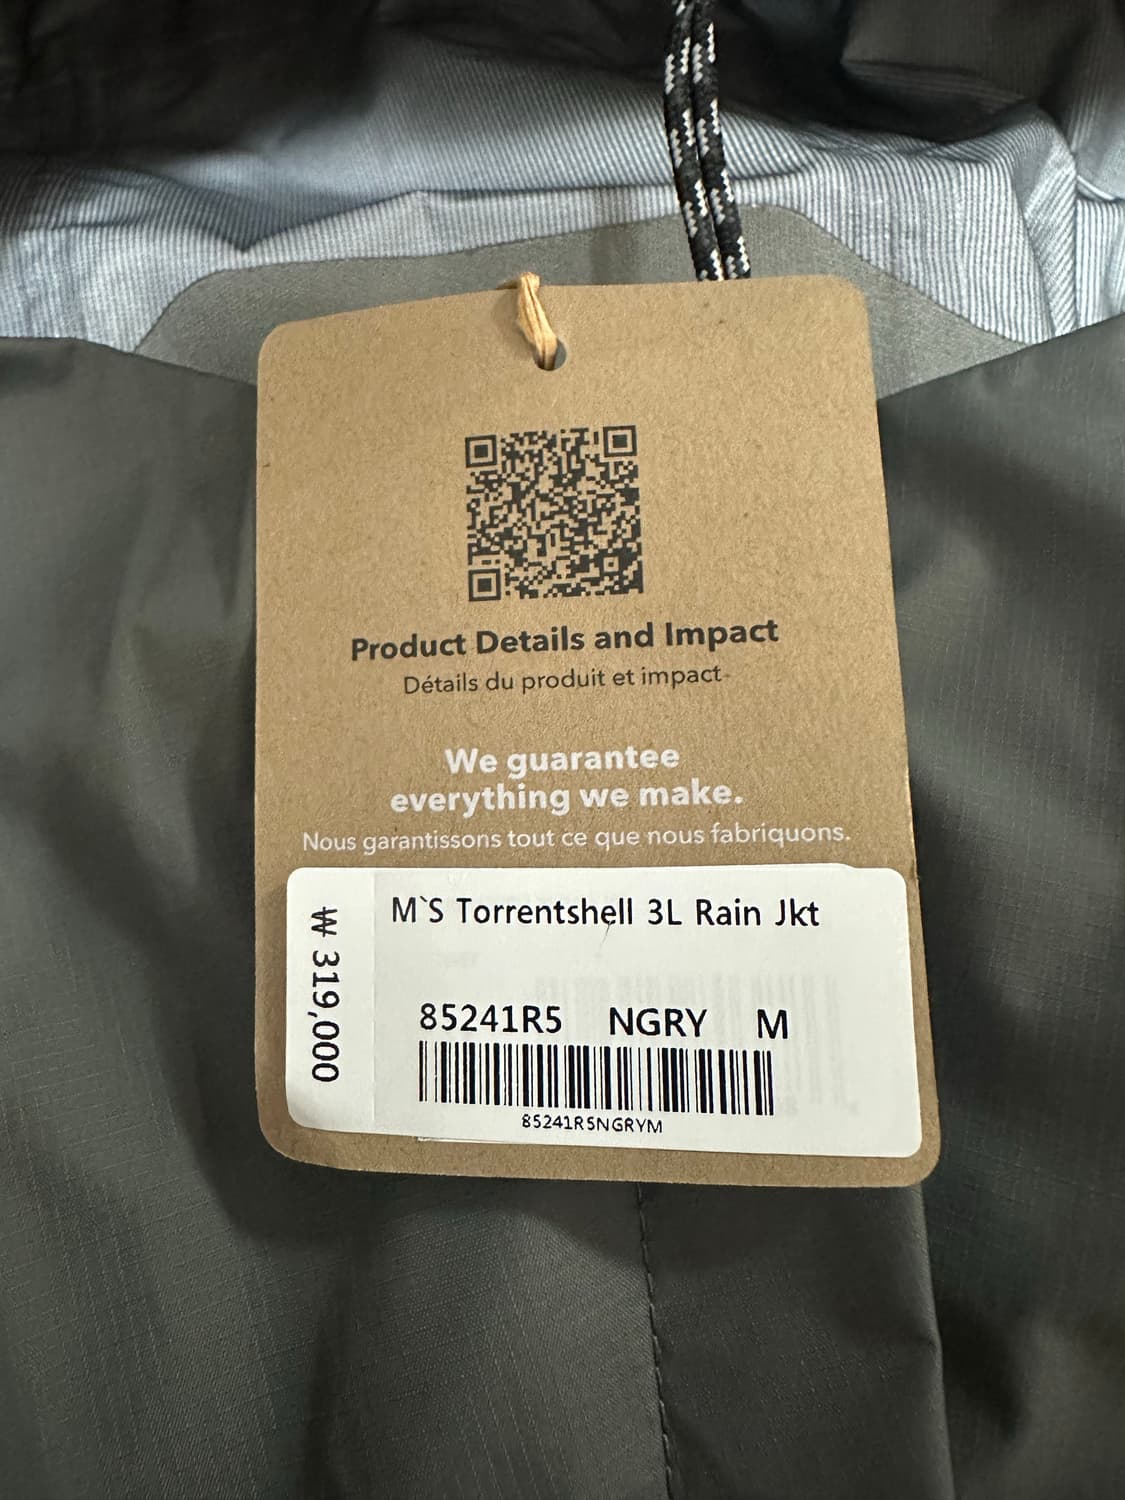 Product Details and Impact
Détails du produit et impact
We guarantee
everything we make.
Nous garantissons tout ce que nous fabriquons.
₩ 319,000
M`S Torrentshell 3L Rain Jkt
85241R5 NGRY M
85241R5NGRYM